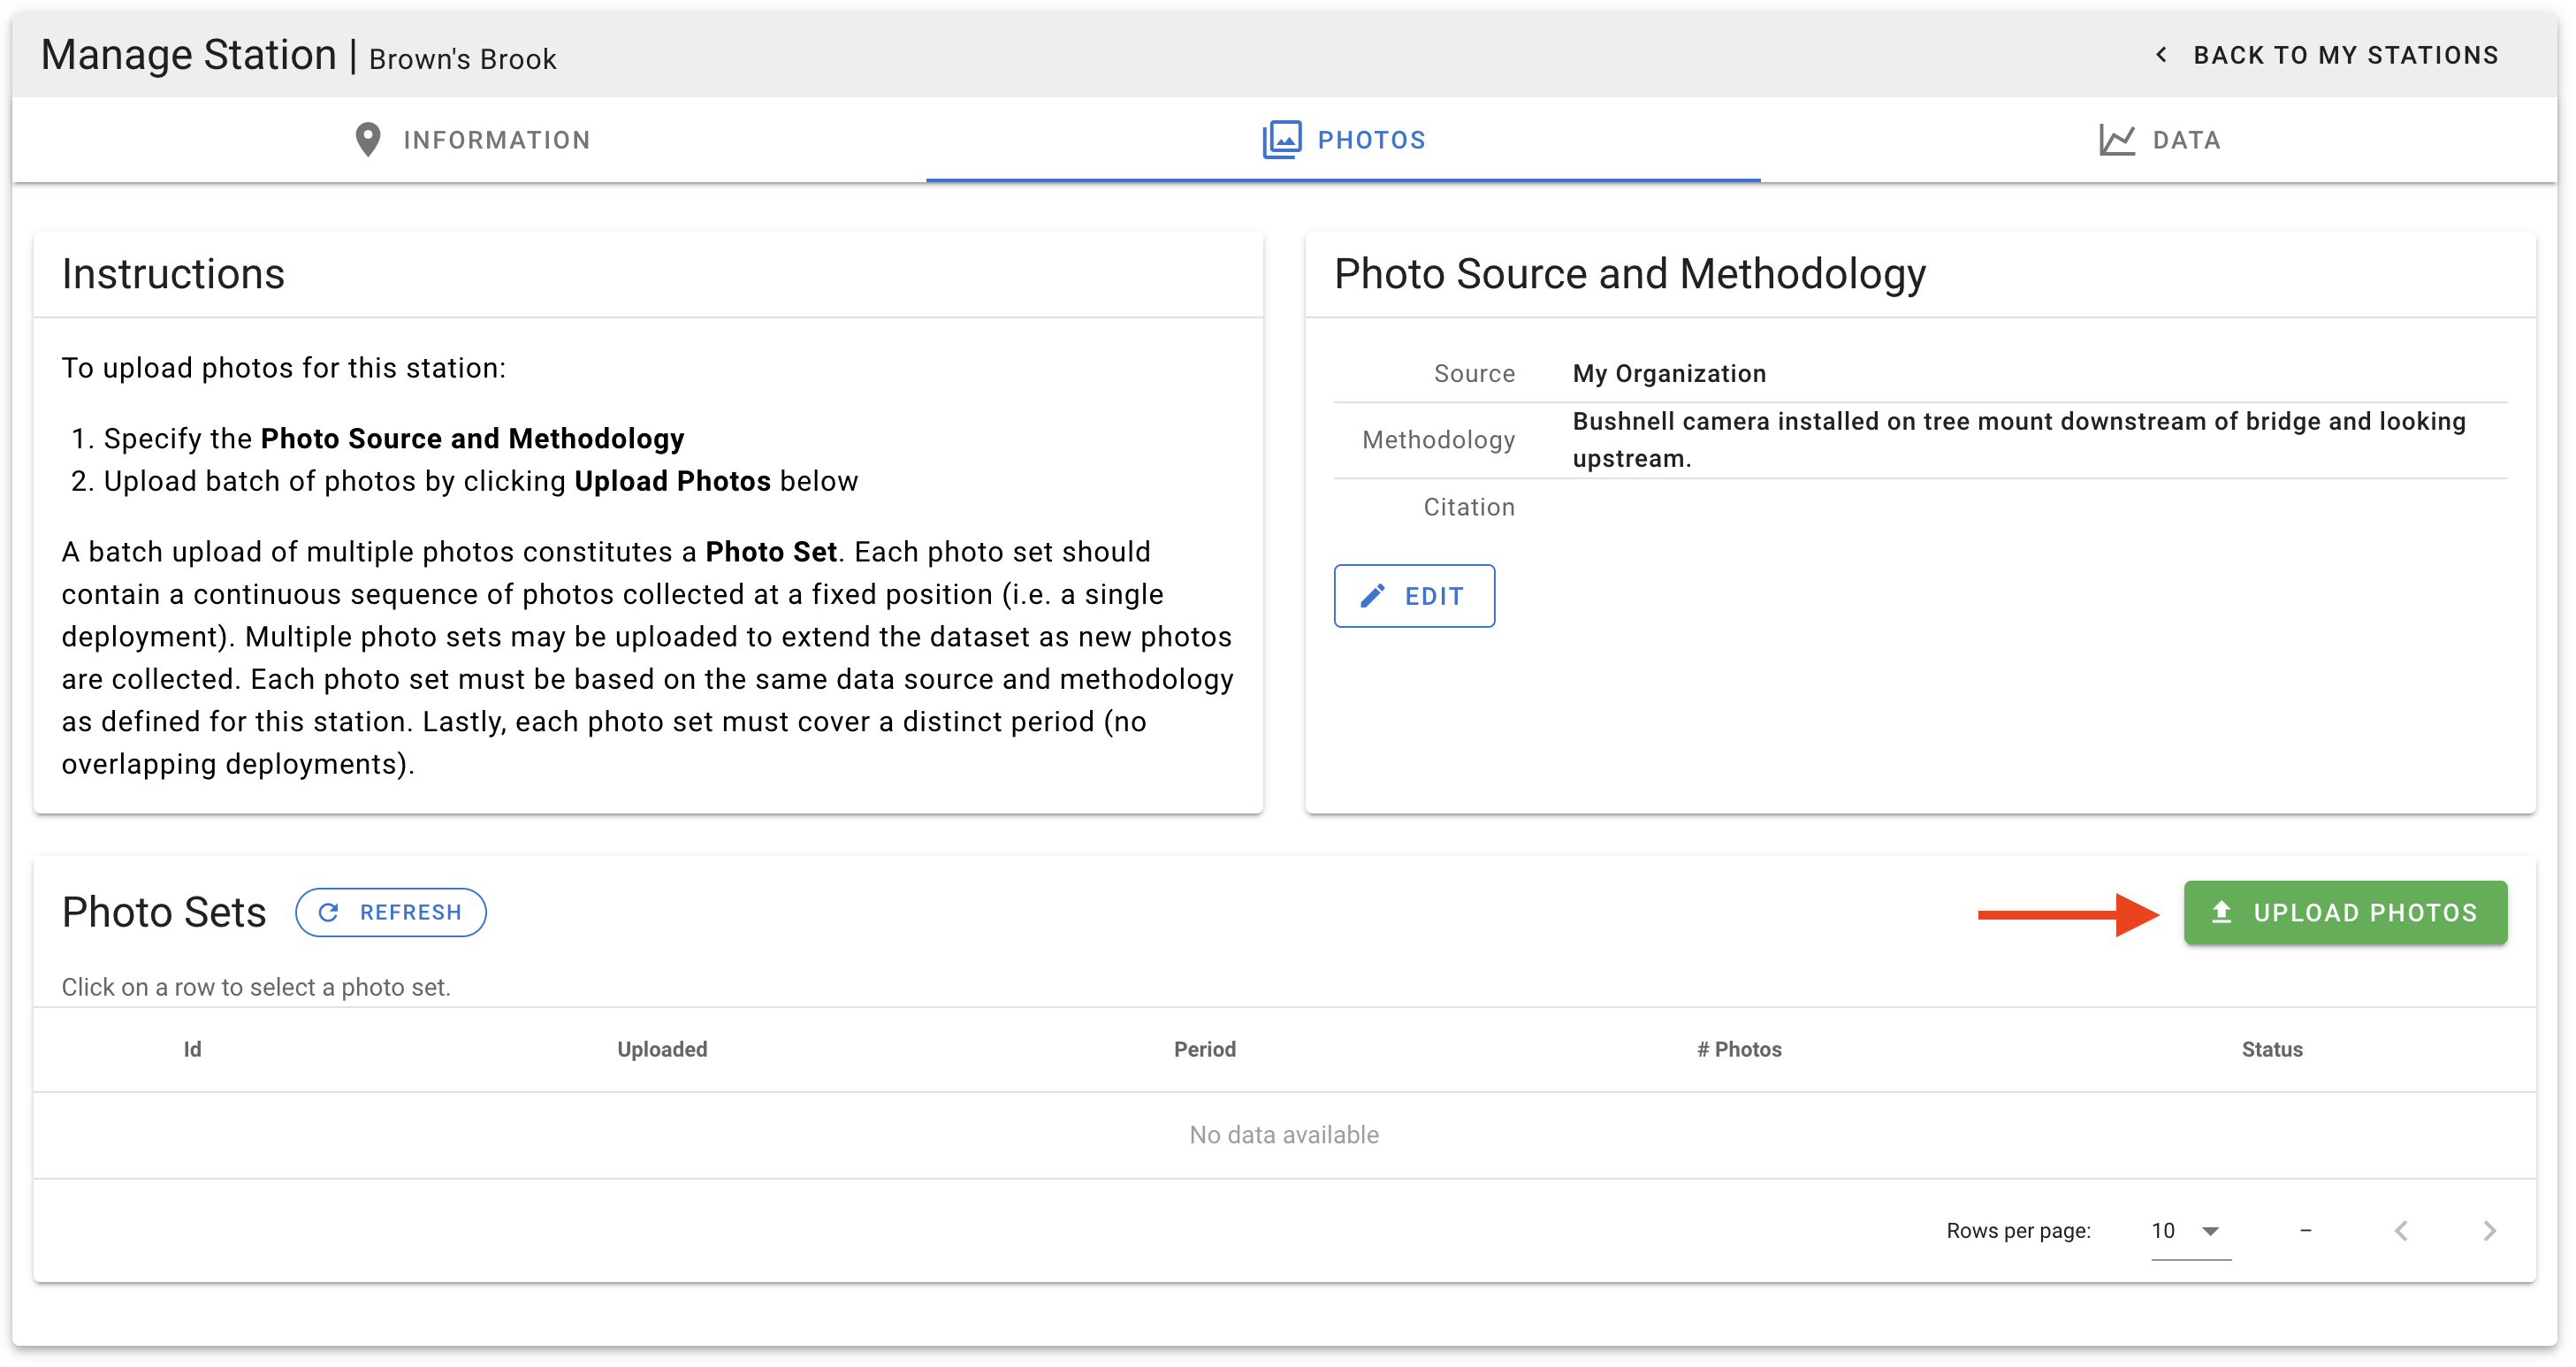 Manage Station | Brown's Brook
BACK TO MY STATIONS
INFORMATION
PHOTOS
DATA
Instructions
To upload photos for this station:
1. Specify the Photo Source and Methodology
2. Upload batch of photos by clicking Upload Photos below
A batch upload of multiple photos constitutes a Photo Set. Each photo set should
contain a continuous sequence of photos collected at a fixed position (i.e. a single
deployment). Multiple photo sets may be uploaded to extend the dataset as new photos
are collected. Each photo set must be based on the same data source and methodology
as defined for this station. Lastly, each photo set must cover a distinct period (no
overlapping deployments).
Photo Source and Methodology
Source My Organization
Methodology Bushnell camera installed on tree mount downstream of bridge and looking
upstream.
Citation
EDIT
Photo Sets
REFRESH
UPLOAD PHOTOS
Click on a row to select a photo set.
Id Uploaded Period # Photos Status
No data available
Rows per page: 10 –